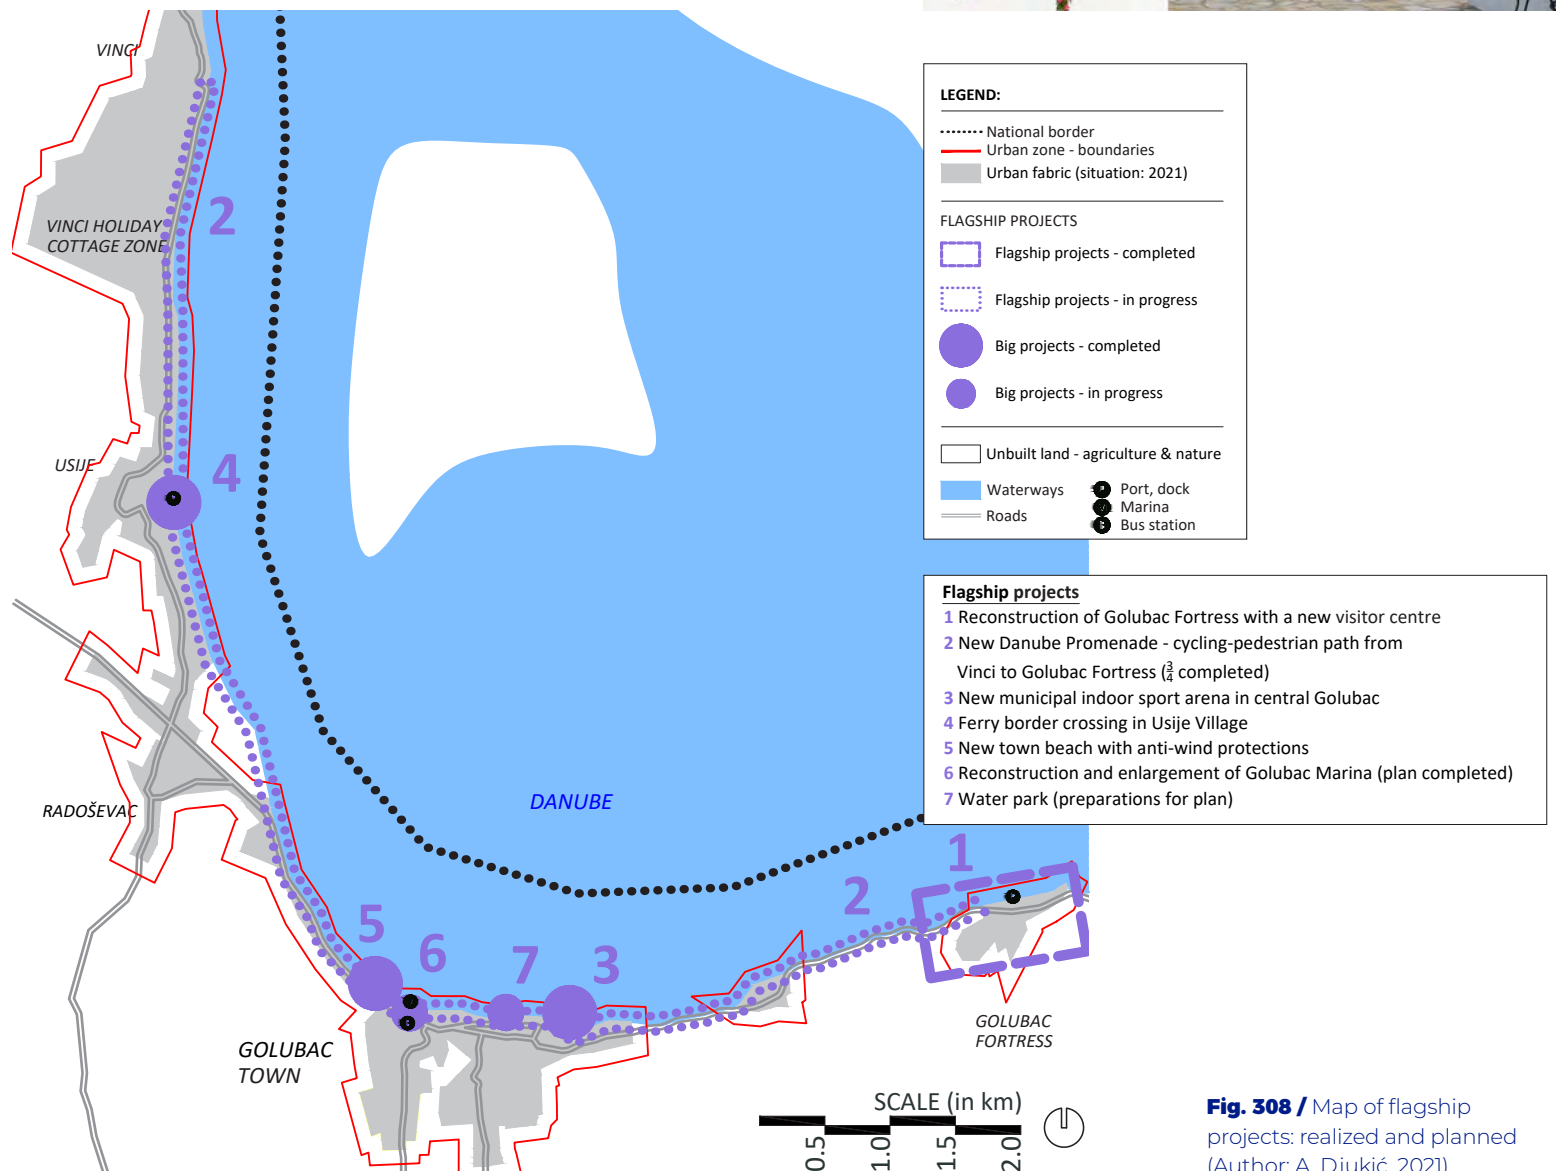 VINCI
2
VINCI HOLIDAY
COTTAGE ZONE
USIJE
4
RADOŠEVAC
DANUBE
5
6
7
3
2
1
GOLUBAC
TOWN
GOLUBAC
FORTRESS
LEGEND:
National border
Urban zone - boundaries
Urban fabric (situation: 2021)
FLAGSHIP PROJECTS
Flagship projects - completed
Flagship projects - in progress
Big projects - completed
Big projects - in progress
Unbuilt land - agriculture & nature
Waterways
Roads
Port, dock
Marina
Bus station
Flagship projects
1 Reconstruction of Golubac Fortress with a new visitor centre
2 New Danube Promenade - cycling-pedestrian path from
Vinci to Golubac Fortress (3/4 completed)
3 New municipal indoor sport arena in central Golubac
4 Ferry border crossing in Usije Village
5 New town beach with anti-wind protections
6 Reconstruction and enlargement of Golubac Marina (plan completed)
7 Water park (preparations for plan)
SCALE (in km)
0.5
1.0
1.5
2.0
Fig. 308 / Map of flagship
projects: realized and planned
(Author: A. Djukić, 2021)